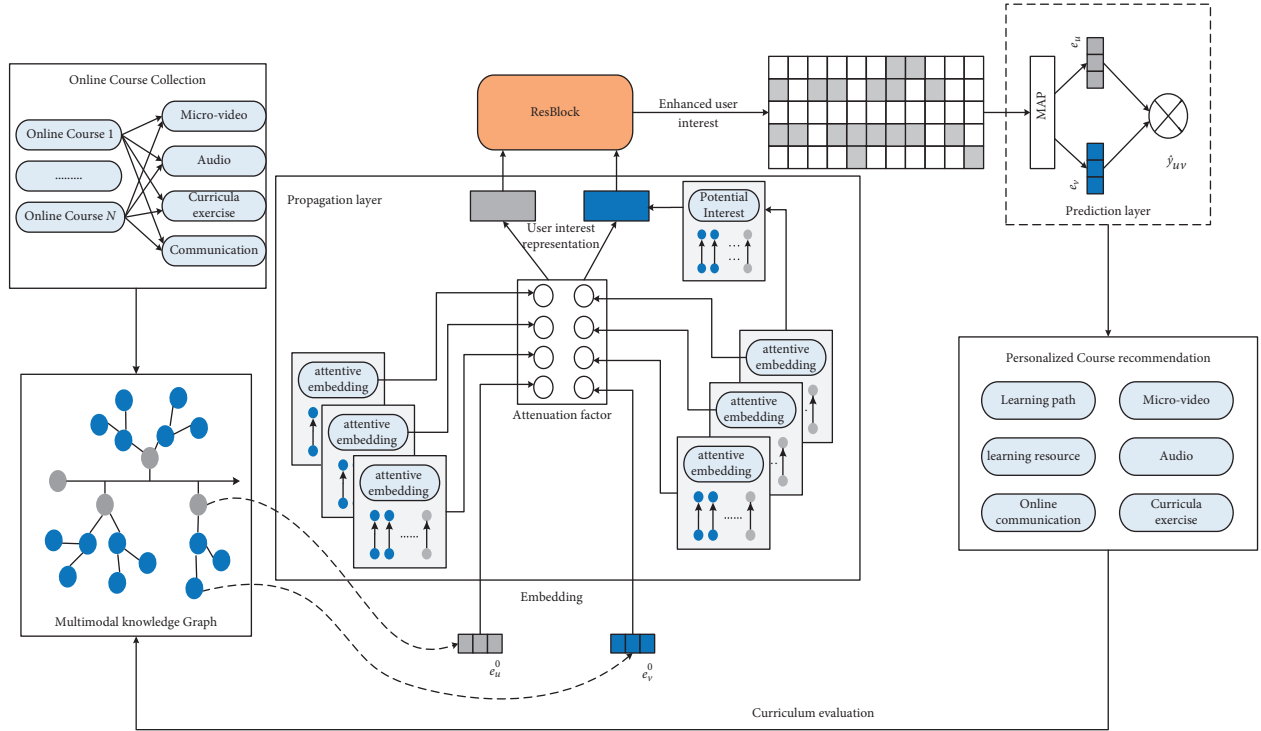 Online Course Collection
Online Course 1
.........
Online Course N
Micro-video
Audio
Curricula
exercise
Communication
Multimodal knowledge Graph
Propagation layer
ResBlock
Enhanced user
interest
User interest
representation
Potential
Interest
...
...
Attenuation factor
attentive
embedding
attentive
embedding
attentive
embedding
......
attentive
embedding
attentive
embedding
attentive
embedding
......
Embedding
e_u^0
e_v^0
MAP
e_u
e_v
ŷ_uv
Prediction layer
Personalized Course recommendation
Learning path
Micro-video
learning resource
Audio
Online
communication
Curricula
exercise
Curriculum evaluation